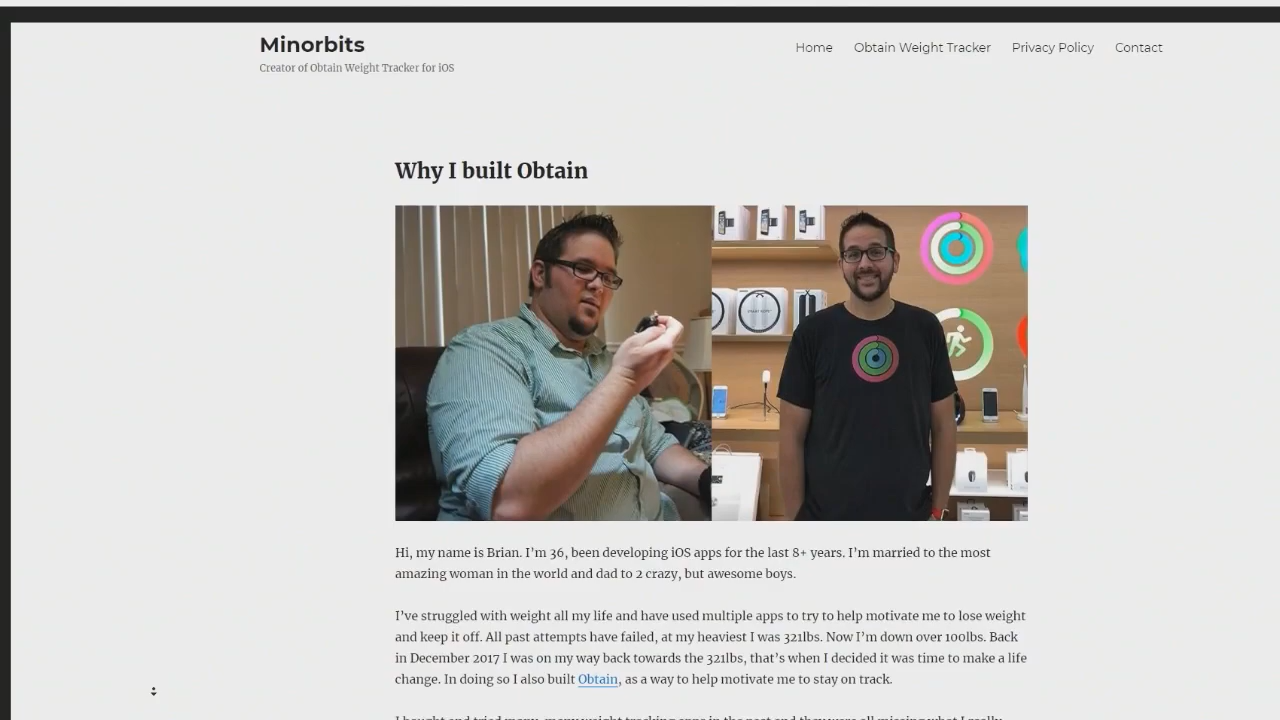 Minorbits
Creator of Obtain Weight Tracker for iOS
Home Obtain Weight Tracker Privacy Policy Contact
Why I built Obtain
Hi, my name is Brian. I'm 36, been developing iOS apps for the last 8+ years. I'm married to the most
amazing woman in the world and dad to 2 crazy, but awesome boys.
I've struggled with weight all my life and have used multiple apps to try to help motivate me to lose weight
and keep it off. All past attempts have failed, at my heaviest I was 321lbs. Now I'm down over 100lbs. Back
in December 2017 I was on my way back towards the 321lbs, that's when I decided it was time to make a life
change. In doing so I also built Obtain, as a way to help motivate me to stay on track.